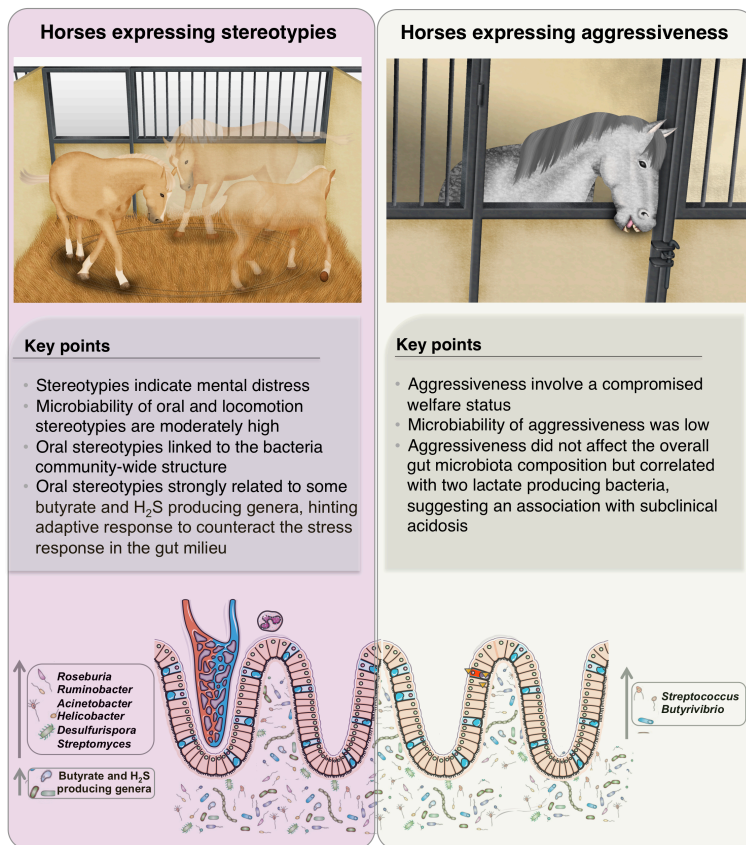 Horses expressing stereotypies
Key points
Stereotypies indicate mental distress
Microbiability of oral and locomotion
stereotypies are moderately high
Oral stereotypies linked to the bacteria
community-wide structure
Oral stereotypies strongly related to some
butyrate and H₂S producing genera, hinting
adaptive response to counteract the stress
response in the gut milieu
Roseburia
Ruminobacter
Acinetobacter
Helicobacter
Desulfurispora
Streptomyces
Butyrate and H₂S
producing genera
Horses expressing aggressiveness
Key points
Aggressiveness involve a compromised
welfare status
Microbiability of aggressiveness was low
Aggressiveness did not affect the overall
gut microbiota composition but correlated
with two lactate producing bacteria,
suggesting an association with subclinical
acidosis
Streptococcus
Butyrivibrio